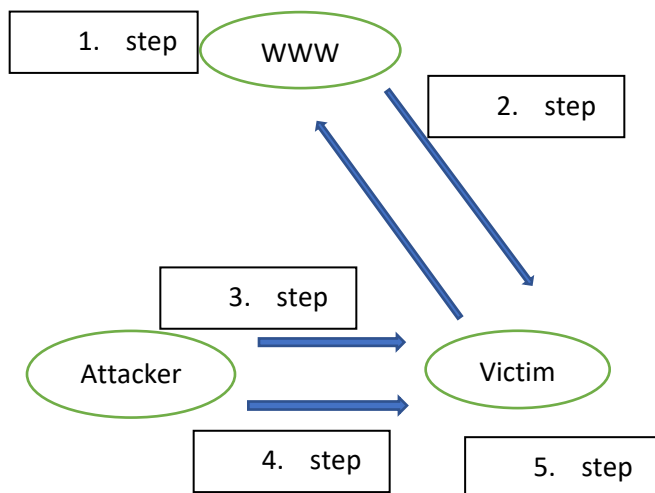 1. step
WWW
2. step
3. step
Attacker
Victim
4. step
5. step